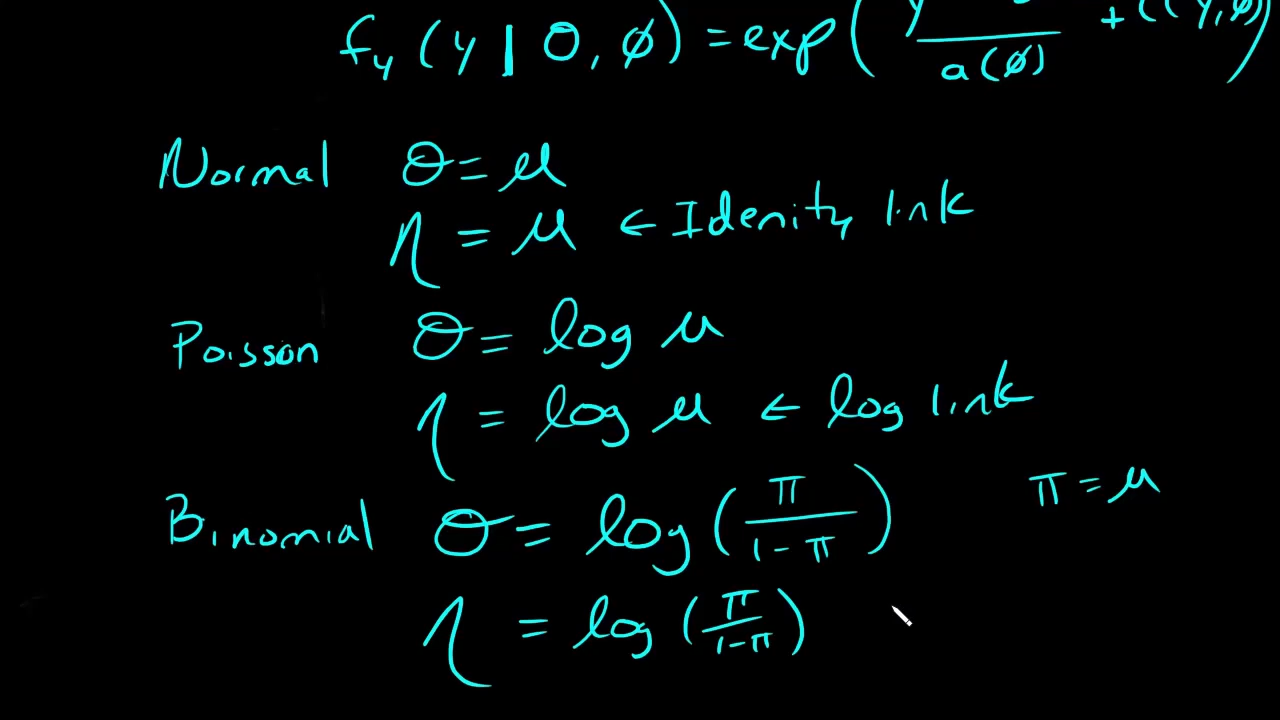 f_y (y | θ, φ) = exp( y / a(φ) + c(y, φ) )
Normal θ = μ
η = μ ← Idenity link
Poisson θ = log μ
η = log μ ← log link
π = μ
Binomial θ = log ( π / 1 - π )
η = log ( π / 1-π )